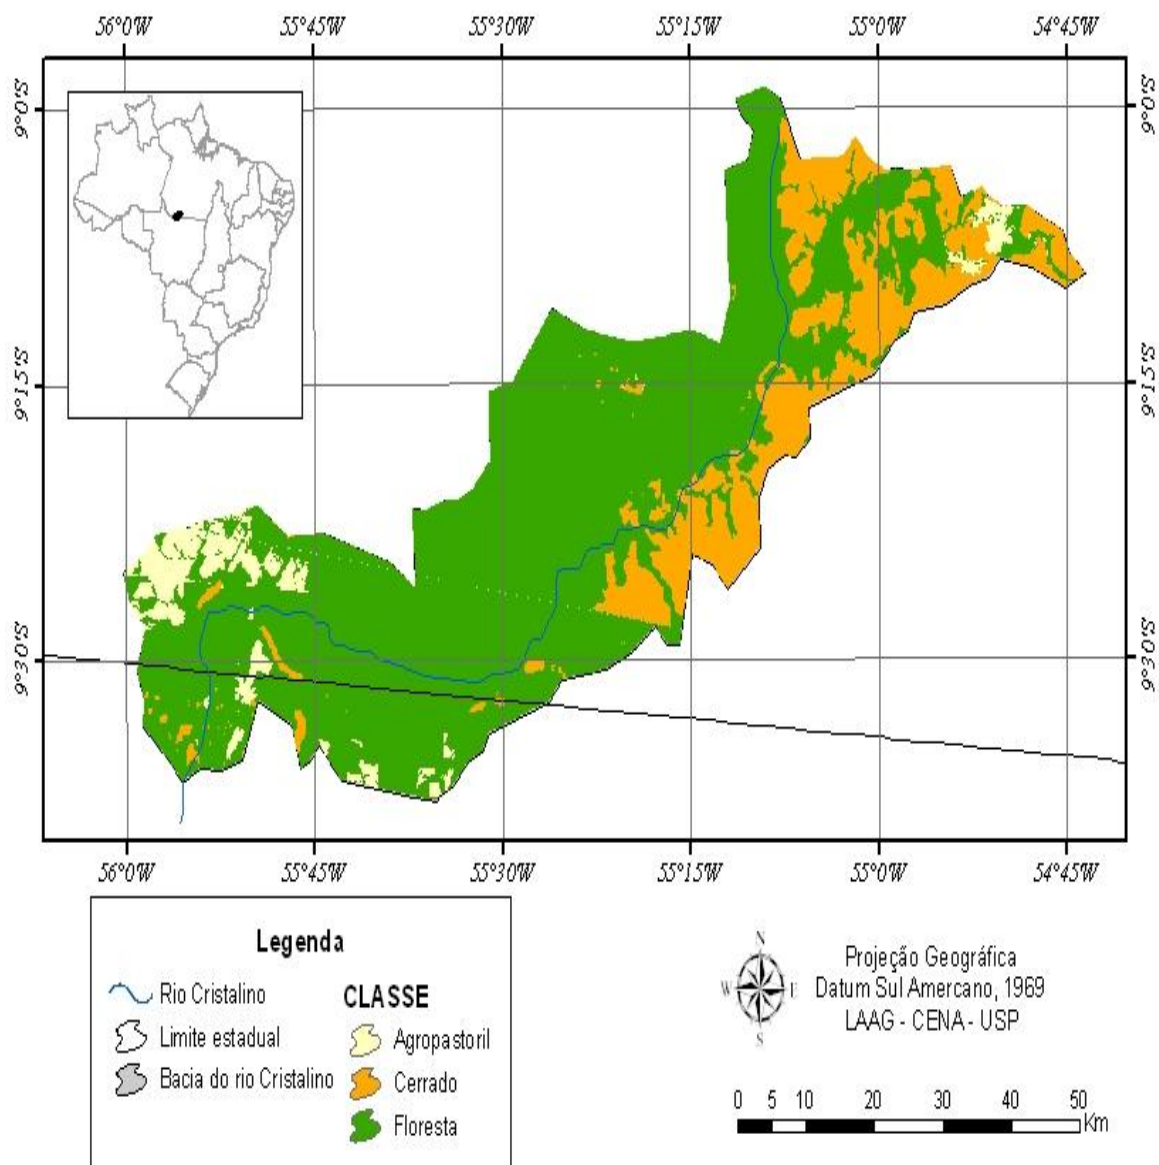 56°0'W 55°45'W 55°30'W 55°15'W 55°0'W 54°45'W
9°0'S 9°0'S
9°15'S 9°15'S
9°30'S 9°30'S
56°0'W 55°45'W 55°30'W 55°15'W 55°0'W 54°45'W
Legenda
Rio Cristalino
Limite estadual
Bacia do rio Cristalino
CLASSE
Agropastoril
Cerrado
Floresta
N
W E
S
Projeção Geográfica
Datum Sul Amercano, 1969
LAAG - CENA - USP
0 5 10 20 30 40 50
Km